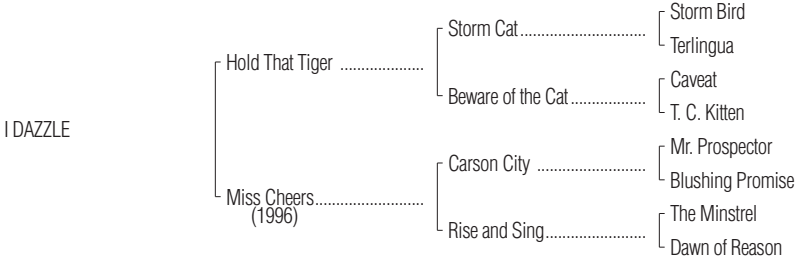 Storm Bird
Storm Cat..............................
Terlingua
Hold That Tiger ....................
Caveat
Beware of the Cat..................
T. C. Kitten
I DAZZLE
Mr. Prospector
Carson City ..........................
Blushing Promise
Miss Cheers..........................
(1996)
The Minstrel
Rise and Sing........................
Dawn of Reason